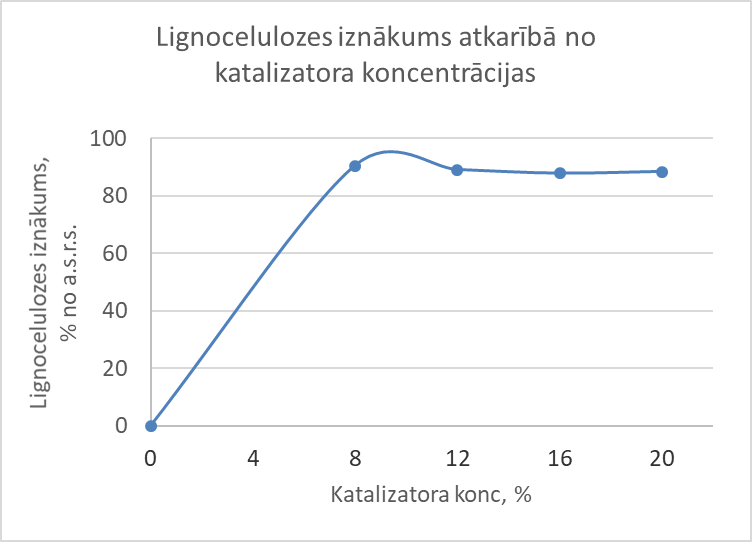 Lignocelulozes iznākums atkarībā no
katalizatora koncentrācijas
Lignocelulozes iznākums,
% no a.s.r.s.
100
80
60
40
20
0
0 4 8 12 16 20
Katalizatora konc, %